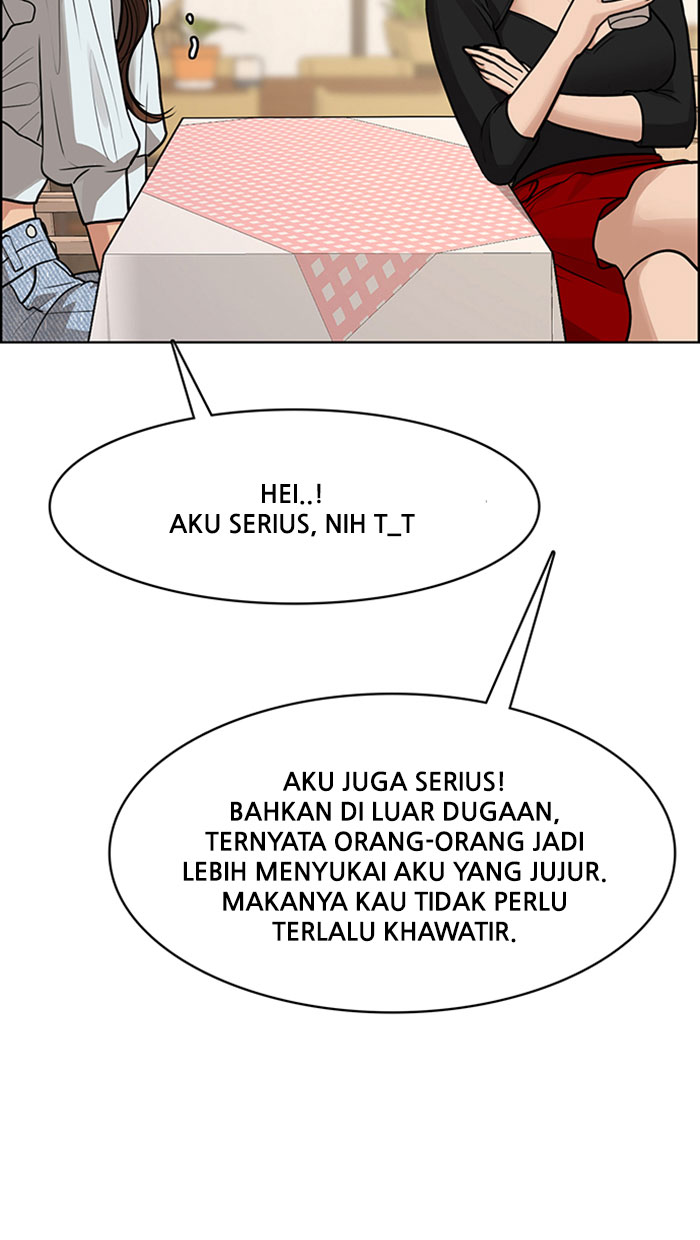 HEI..!
AKU SERIUS, NIH T_T
AKU JUGA SERIUS!
BAHKAN DI LUAR DUGAAN,
TERNYATA ORANG-ORANG JADI
LEBIH MENYUKAI AKU YANG JUJUR.
MAKANYA KAU TIDAK PERLU
TERLALU KHAWATIR.